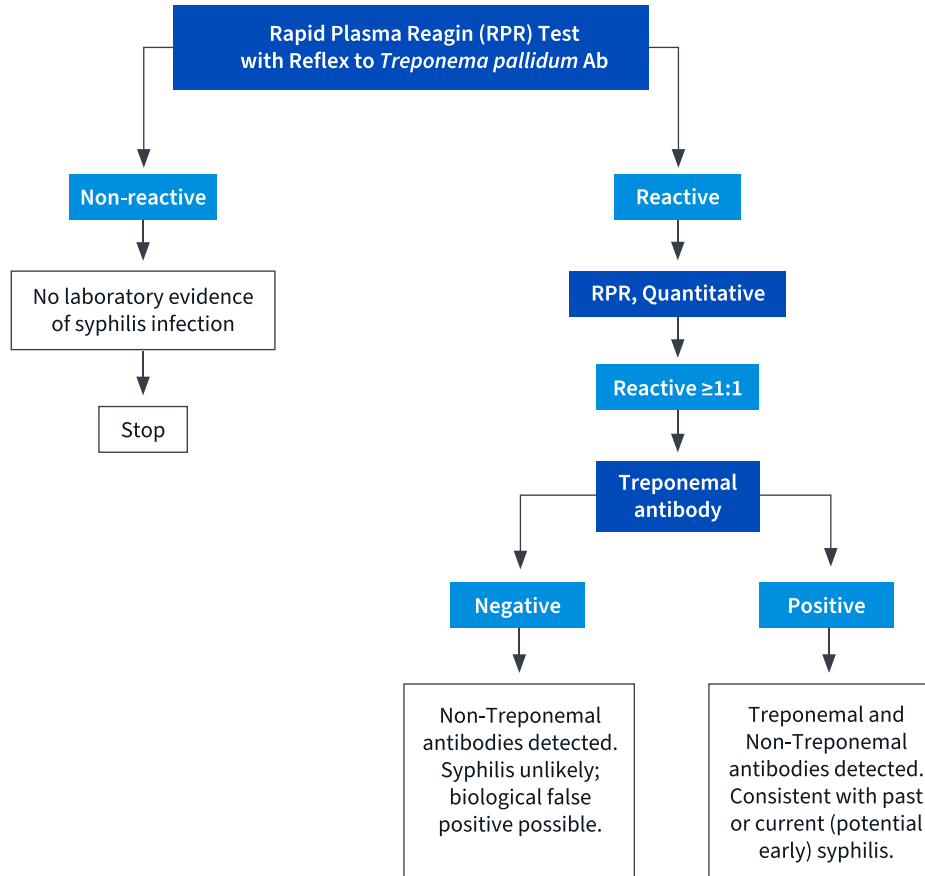 Rapid Plasma Reagin (RPR) Test
with Reflex to Treponema pallidum Ab
Non-reactive
Reactive
No laboratory evidence
of syphilis infection
RPR, Quantitative
Reactive ≥1:1
Stop
Treponemal
antibody
Negative
Positive
Non-Treponemal
antibodies detected.
Syphilis unlikely;
biological false
positive possible.
Treponemal and
Non-Treponemal
antibodies detected.
Consistent with past
or current (potential
early) syphilis.